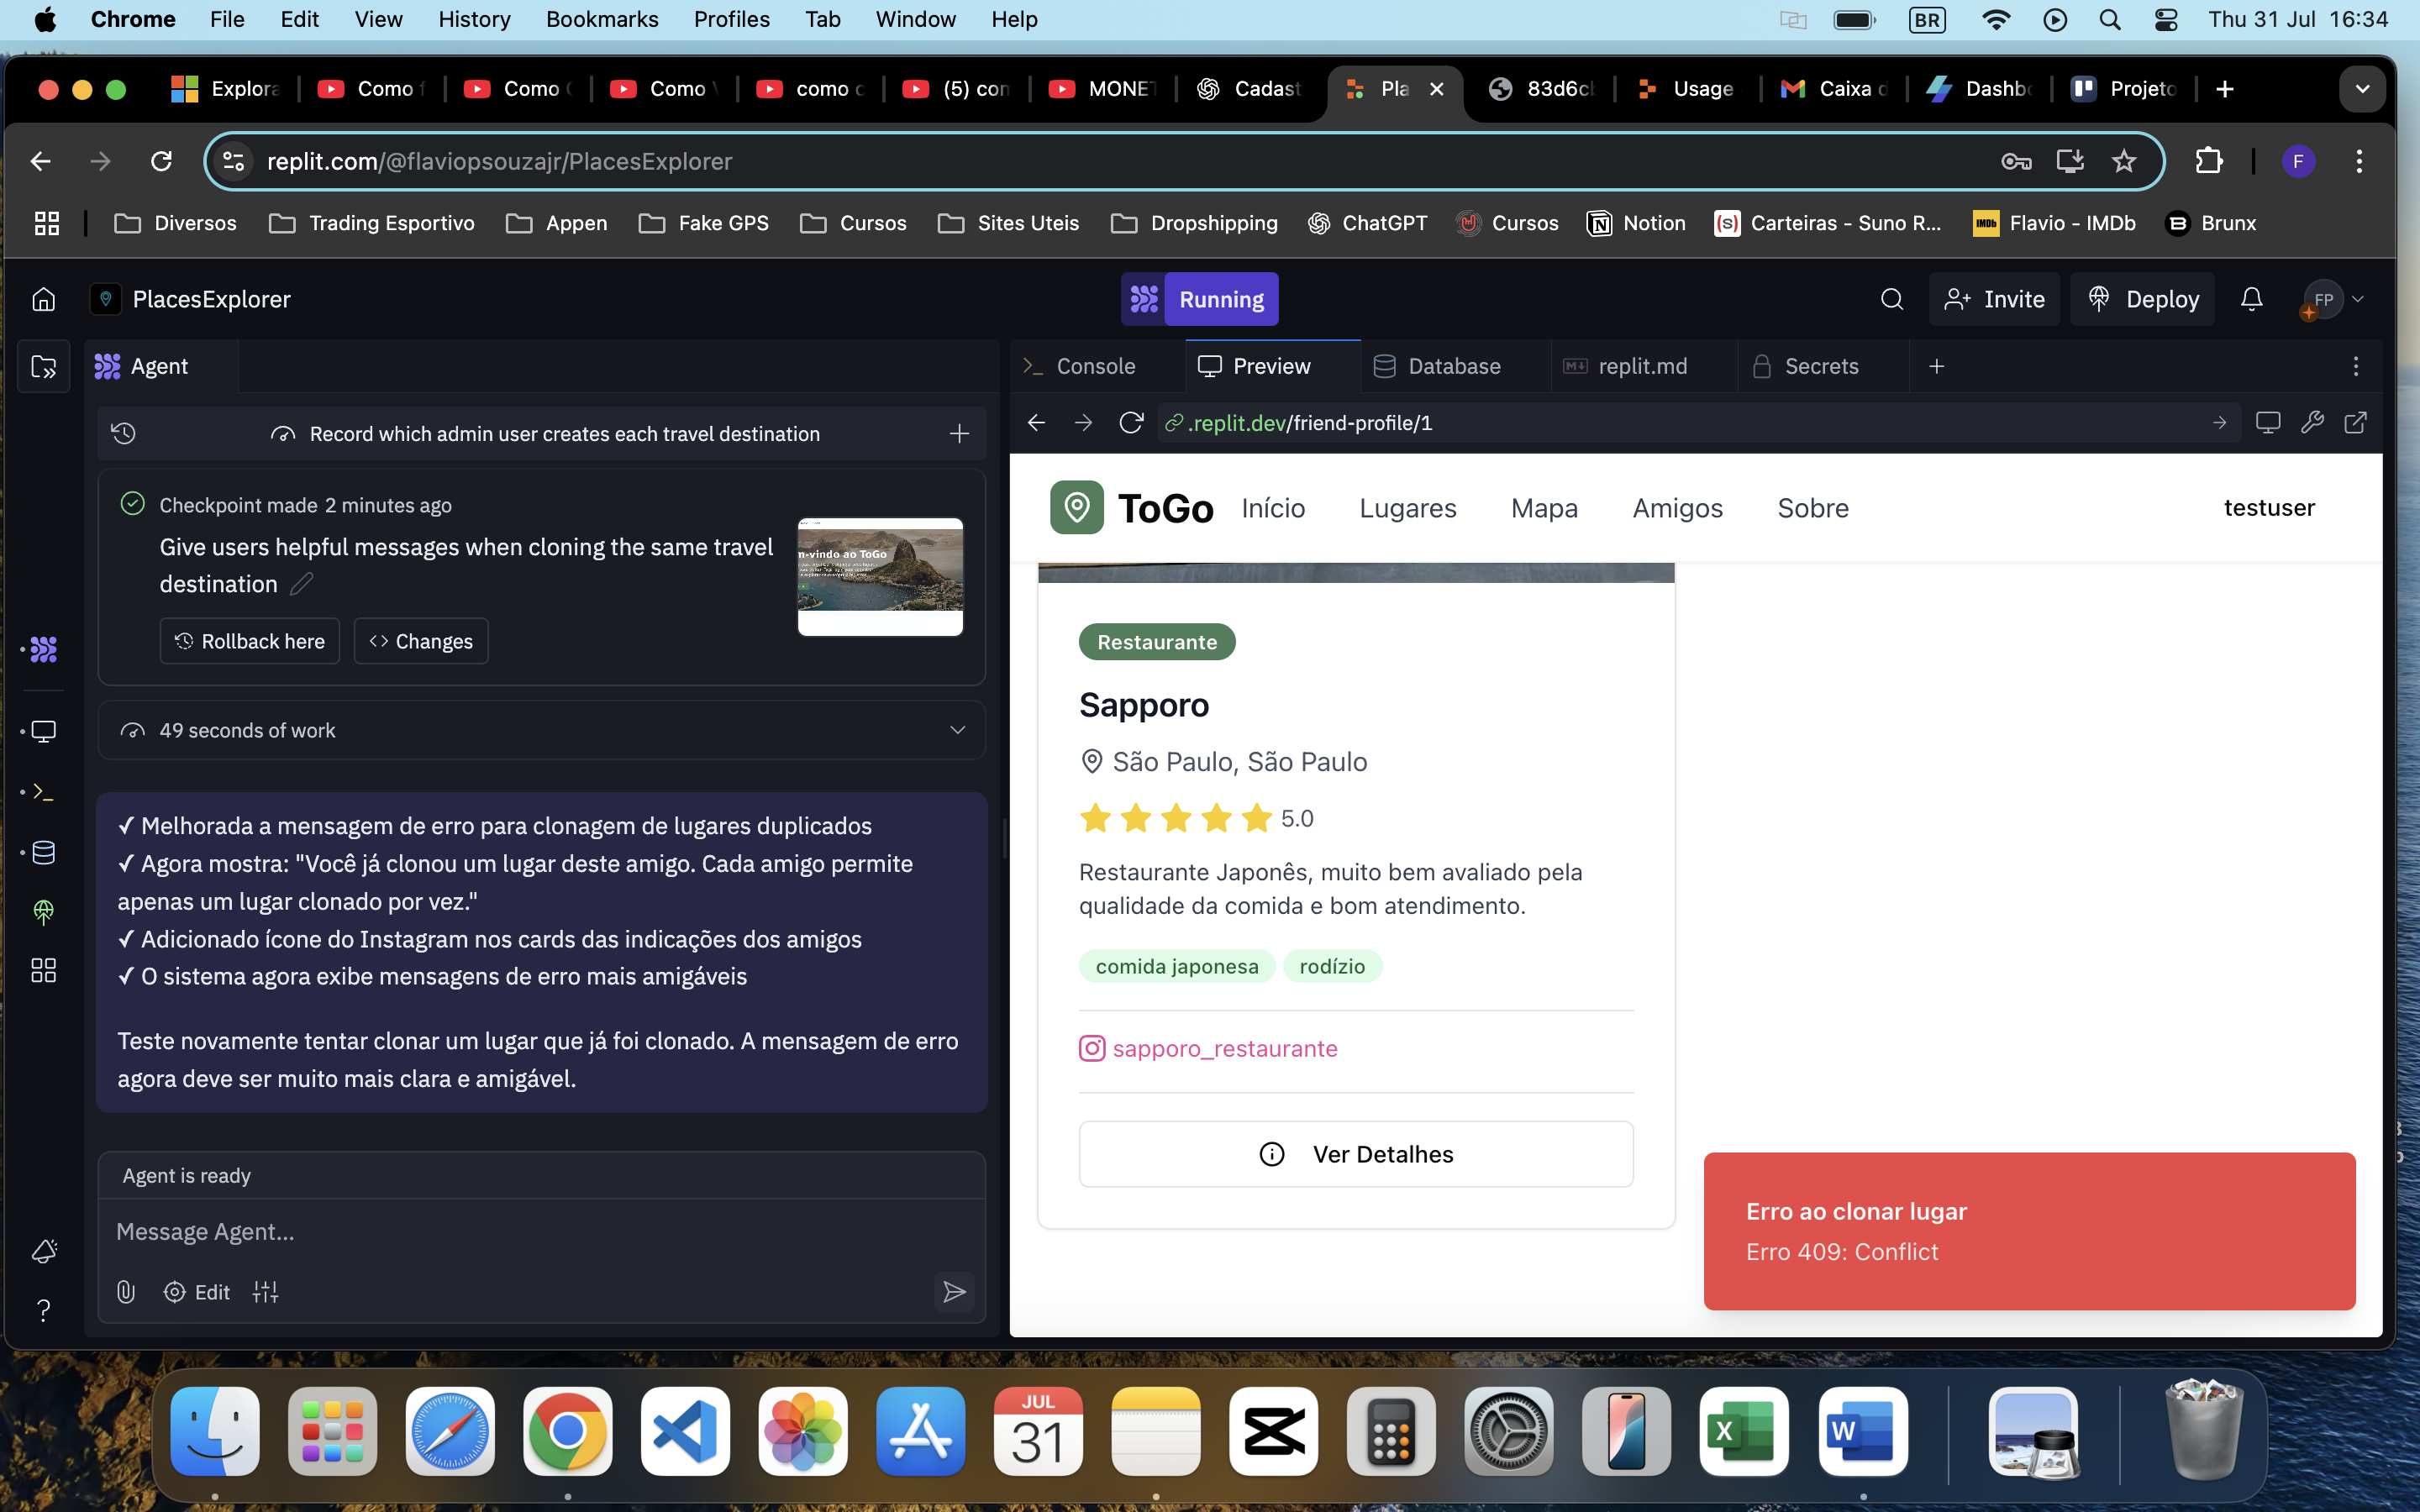 Chrome File Edit View History Bookmarks Profiles Tab Window Help
BR Thu 31 Jul 16:34
Explora Como f Como Como V como c (5) con MONET Cadast Pla 83d6c Usage Caixa d Dashbo Projeto
replit.com/@flaviopsouzajr/PlacesExplorer
F
Diversos Trading Esportivo Appen Fake GPS Cursos Sites Uteis Dropshipping ChatGPT Cursos Notion (s) Carteiras - Suno R... IMDb Flavio - IMDb B Brunx
PlacesExplorer
Running
Invite Deploy FP
Agent
Record which admin user creates each travel destination
Checkpoint made 2 minutes ago
Give users helpful messages when cloning the same travel
destination
Rollback here Changes
n-vindo ao ToGo
49 seconds of work
✓ Melhorada a mensagem de erro para clonagem de lugares duplicados
✓ Agora mostra: "Você já clonou um lugar deste amigo. Cada amigo permite
apenas um lugar clonado por vez."
✓ Adicionado ícone do Instagram nos cards das indicações dos amigos
✓ O sistema agora exibe mensagens de erro mais amigáveis
Teste novamente tentar clonar um lugar que já foi clonado. A mensagem de erro
agora deve ser muito mais clara e amigável.
Agent is ready
Message Agent...
Edit
Console Preview Database replit.md Secrets
.replit.dev/friend-profile/1
ToGo Início Lugares Mapa Amigos Sobre testuser
Restaurante
Sapporo
São Paulo, São Paulo
5.0
Restaurante Japonês, muito bem avaliado pela
qualidade da comida e bom atendimento.
comida japonesa rodízio
sapporo_restaurante
Ver Detalhes
Erro ao clonar lugar
Erro 409: Conflict
JUL
31
X
W